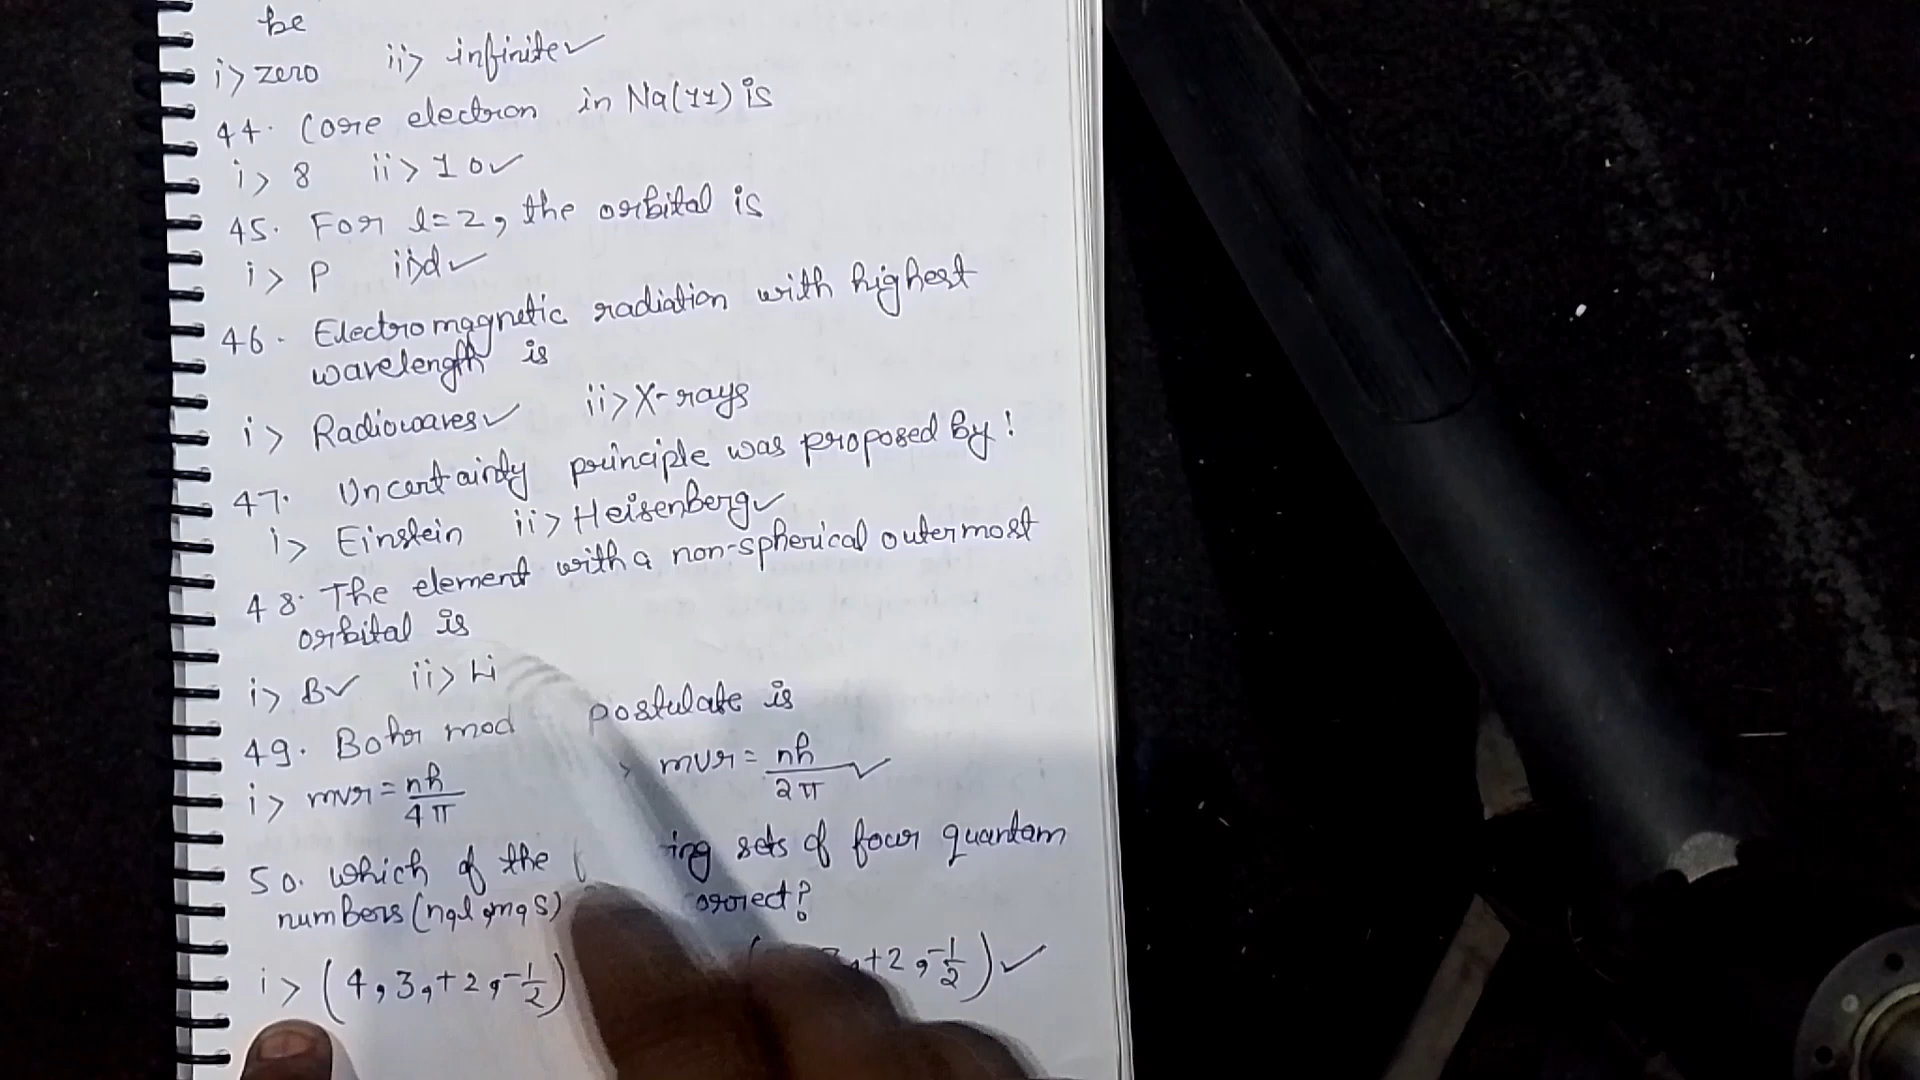 be
i> zero ii> infinite✓
44. Core electron in Na(11) is
i> 8 ii> 10✓
45. For l=2, the orbital is
i> P ii>d✓
46. Electromagnetic radiation with highest
wavelength is
i> Radiowaves✓ ii> X-rays
47. Uncertainty principle was proposed by!
i> Einstein ii> Heisenberg✓
48. The element with a non-spherical outermost
orbital is
i> B✓ ii> Li
49. Bohr mod postulate is
i> mvr = nh/4π > mvr = nh/2π ✓
50. which of the ing sets of four quantam
numbers (n,l,m,s) orrect?
i> (4,3,+2,-1/2) ( +2,-1/2)✓